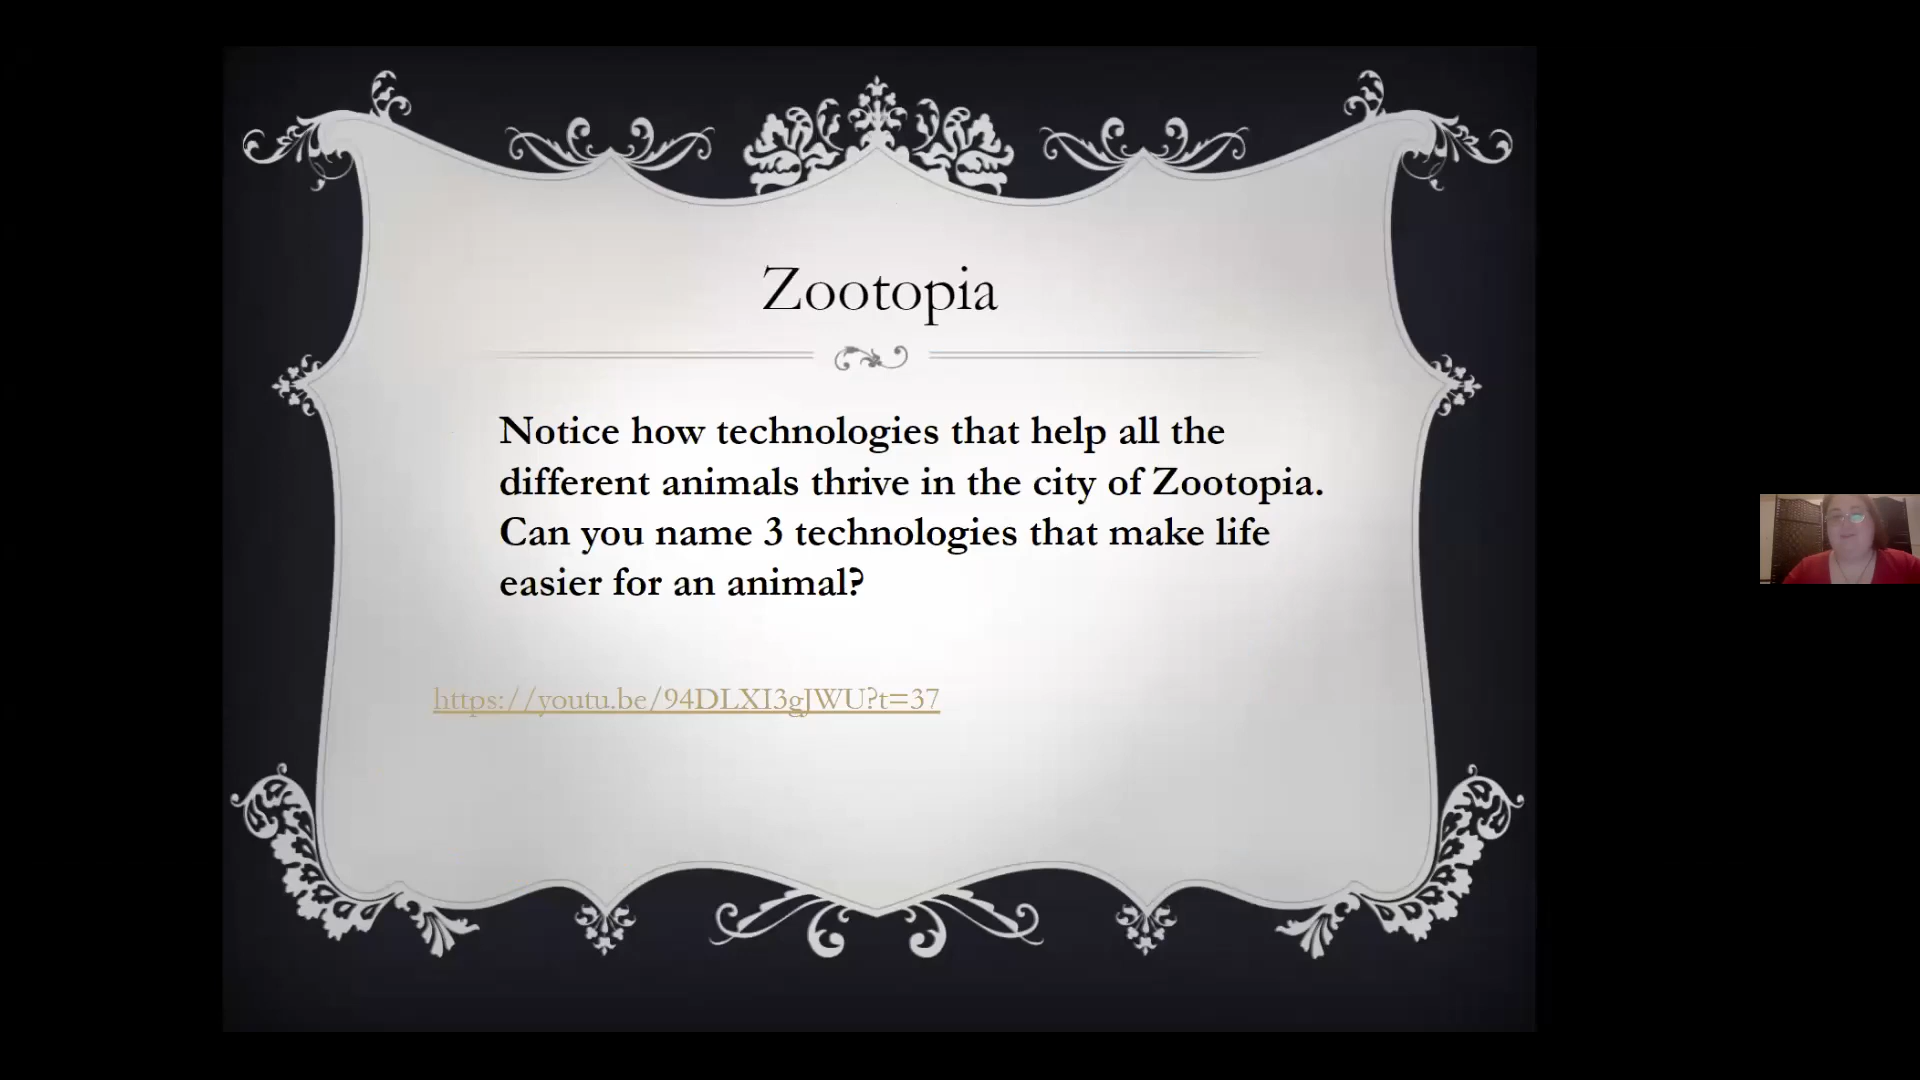 Zootopia
Notice how technologies that help all the
different animals thrive in the city of Zootopia.
Can you name 3 technologies that make life
easier for an animal?
https://youtu.be/94DLXI3gJWU?t=37